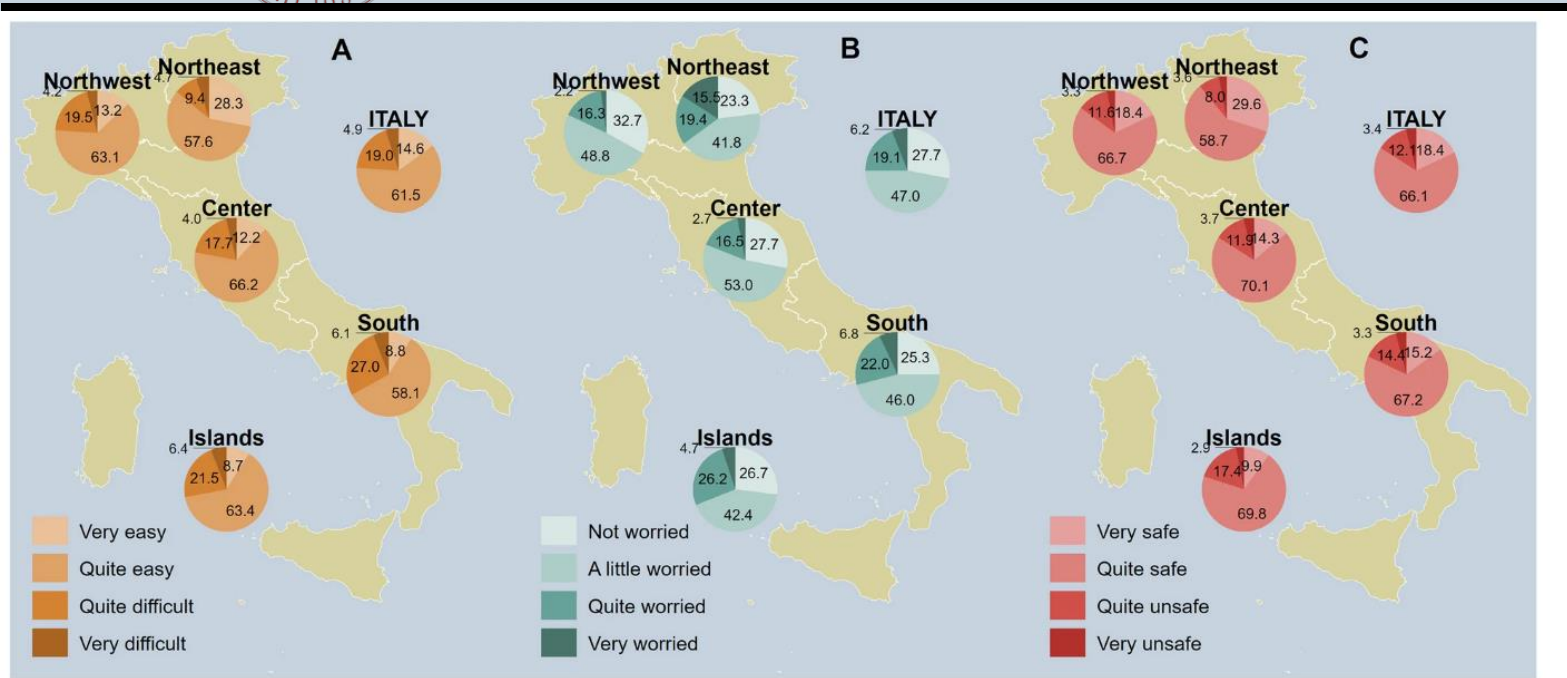 A
Northwest
4.2
13.2
19.5
63.1
Northeast
4.7
9.4
28.3
57.6
ITALY
4.9
14.6
19.0
61.5
Center
4.0
17.7
12.2
66.2
South
6.1
8.8
27.0
58.1
Islands
6.4
8.7
21.5
63.4
Very easy
Quite easy
Quite difficult
Very difficult
B
Northwest
2.2
16.3
32.7
48.8
Northeast
15.5
23.3
19.4
41.8
ITALY
6.2
19.1
27.7
47.0
Center
2.7
16.5
27.7
53.0
South
6.8
22.0
25.3
46.0
Islands
4.7
26.2
26.7
42.4
Not worried
A little worried
Quite worried
Very worried
C
Northwest
3.3
11.6
18.4
66.7
Northeast
3.6
8.0
29.6
58.7
ITALY
3.4
12.1
18.4
66.1
Center
3.7
11.9
14.3
70.1
South
3.3
14.4
15.2
67.2
Islands
2.9
17.4
9.9
69.8
Very safe
Quite safe
Quite unsafe
Very unsafe